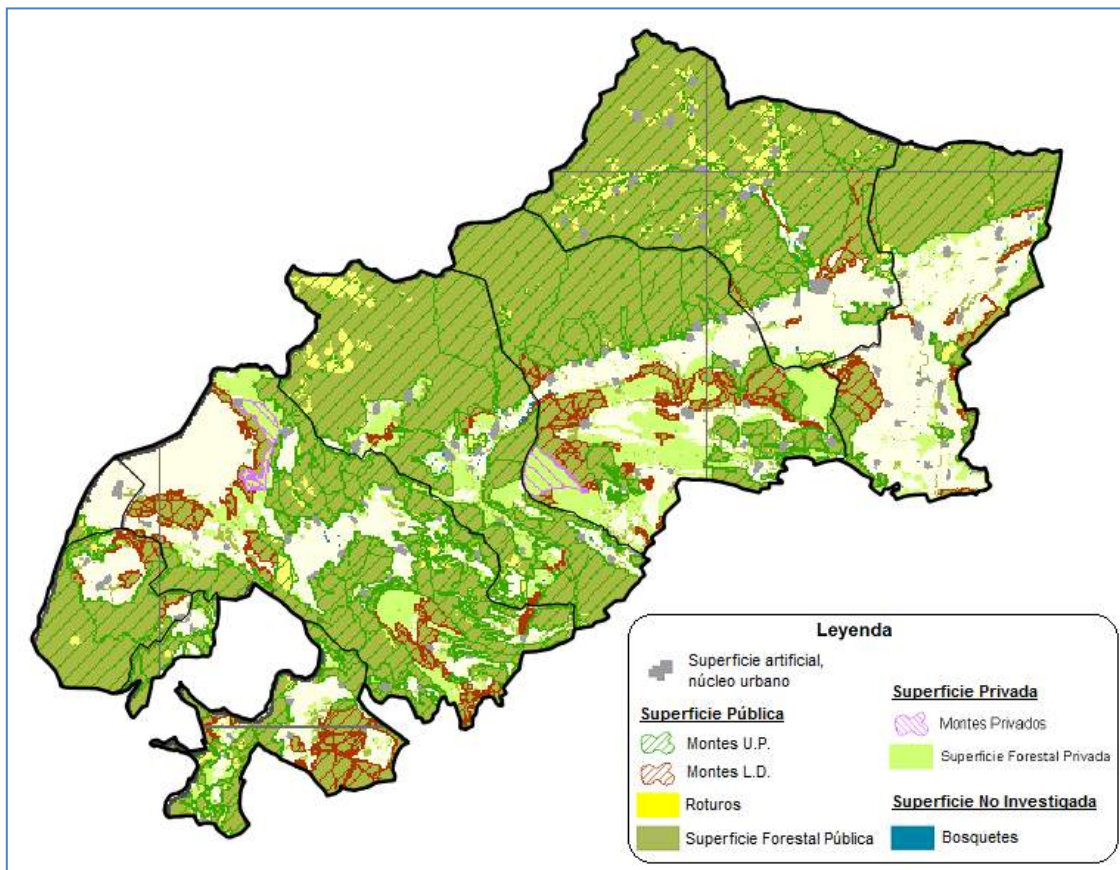 Leyenda
Superficie artificial,
núcleo urbano
Superficie Pública
Montes U.P.
Montes L.D.
Roturos
Superficie Forestal Pública
Superficie Privada
Montes Privados
Superficie Forestal Privada
Superficie No Investigada
Bosquetes